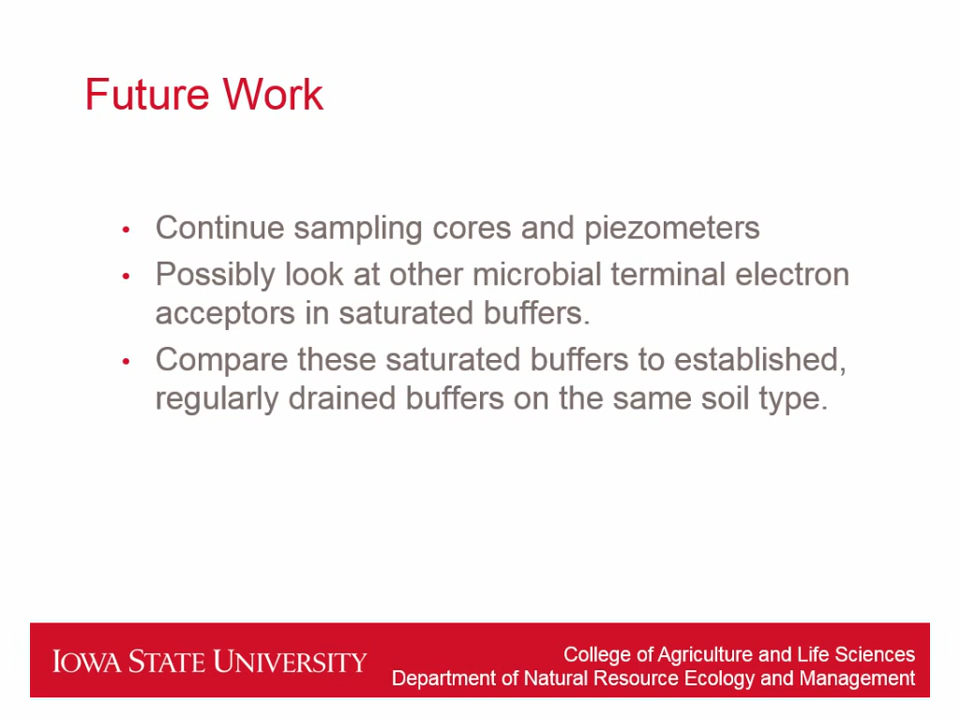 Future Work
• Continue sampling cores and piezometers
• Possibly look at other microbial terminal electron
acceptors in saturated buffers.
• Compare these saturated buffers to established,
regularly drained buffers on the same soil type.
IOWA STATE UNIVERSITY
College of Agriculture and Life Sciences
Department of Natural Resource Ecology and Management